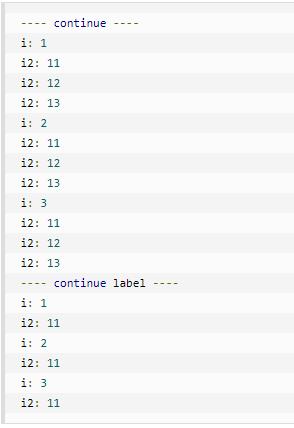 ---- continue ----
i: 1
i2: 11
i2: 12
i2: 13
i: 2
i2: 11
i2: 12
i2: 13
i: 3
i2: 11
i2: 12
i2: 13
---- continue label ----
i: 1
i2: 11
i: 2
i2: 11
i: 3
i2: 11